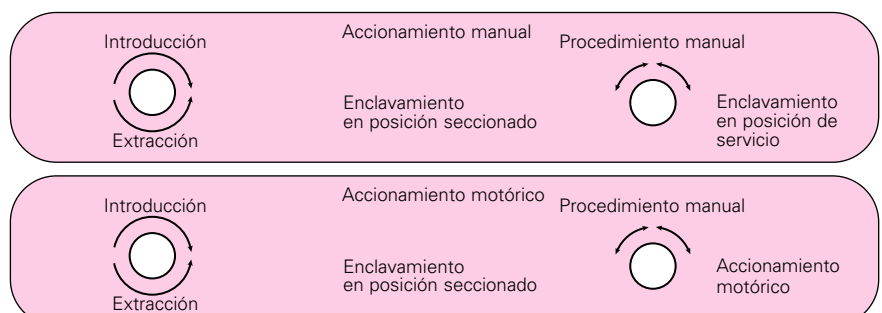 Accionamiento manual
Introducción
Procedimiento manual
Enclavamiento
en posición seccionado
Enclavamiento
en posición de
servicio
Extracción
Accionamiento motórico
Introducción
Procedimiento manual
Enclavamiento
en posición seccionado
Accionamiento
motórico
Extracción